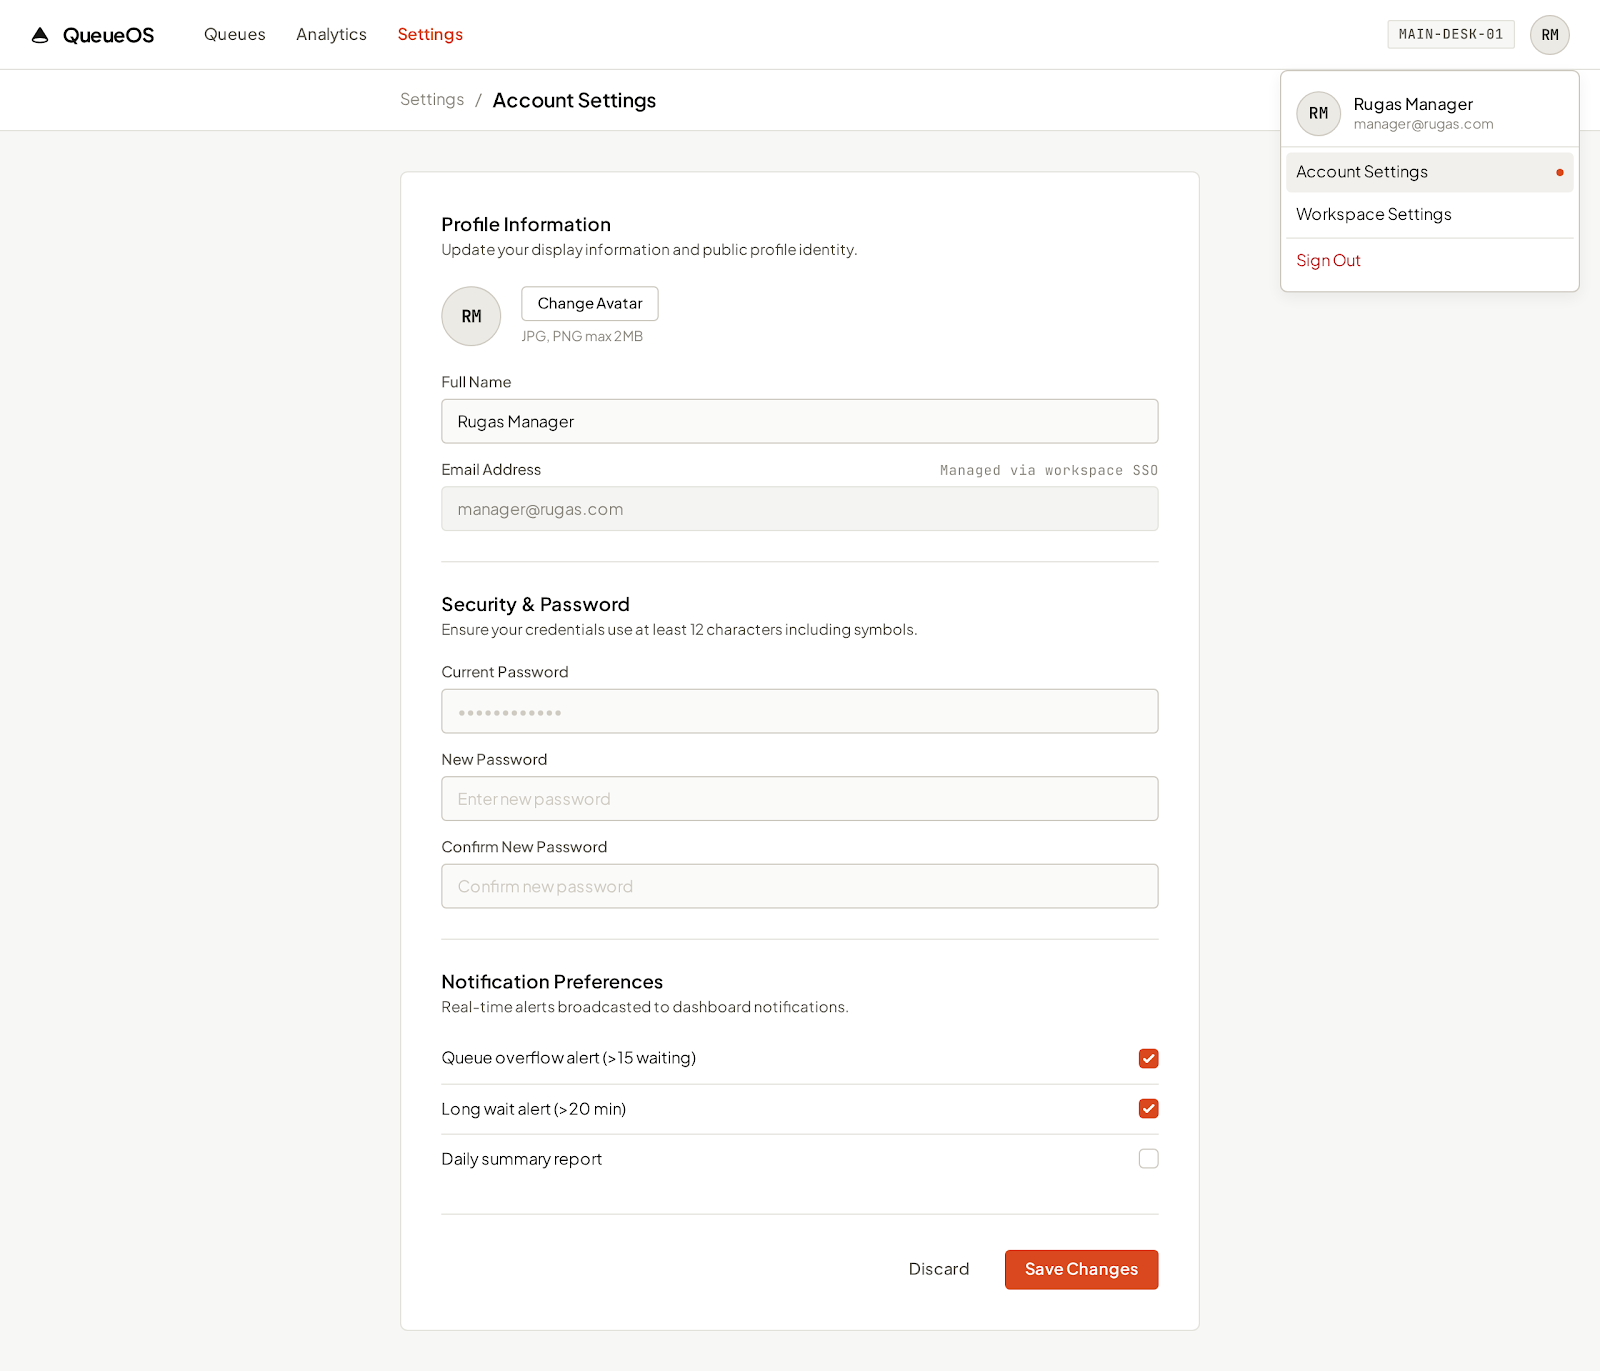 QueueOS
Queues
Analytics
Settings
MAIN-DESK-01
RM
Settings / Account Settings
RM
Rugas Manager
manager@rugas.com
Account Settings
Workspace Settings
Sign Out
Profile Information
Update your display information and public profile identity.
RM
Change Avatar
JPG, PNG max 2MB
Full Name
Rugas Manager
Email Address
Managed via workspace SSO
manager@rugas.com
Security & Password
Ensure your credentials use at least 12 characters including symbols.
Current Password
••••••••••••
New Password
Enter new password
Confirm New Password
Confirm new password
Notification Preferences
Real-time alerts broadcasted to dashboard notifications.
Queue overflow alert (>15 waiting)
Long wait alert (>20 min)
Daily summary report
Discard
Save Changes